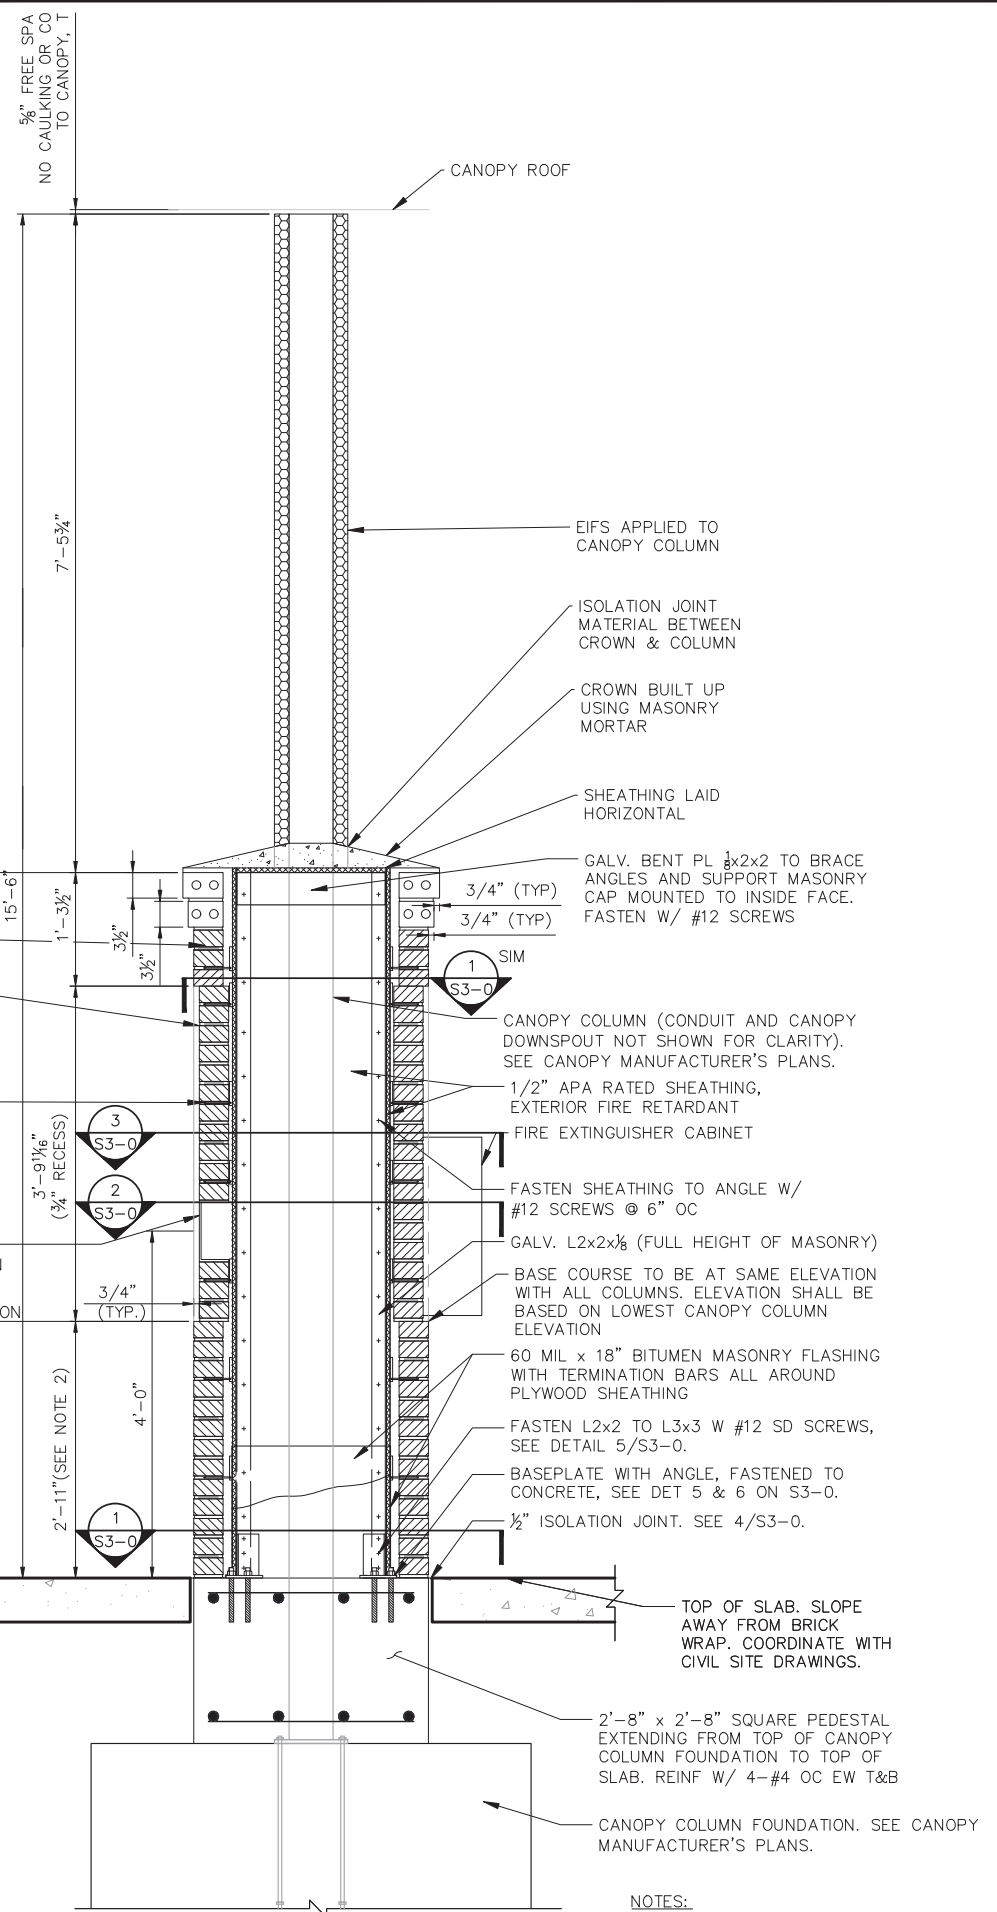 ⅝" FREE SPA
NO CAULKING OR CO
TO CANOPY, T
CANOPY ROOF
7'-5¾"
15'-6"
EIFS APPLIED TO
CANOPY COLUMN
ISOLATION JOINT
MATERIAL BETWEEN
CROWN & COLUMN
CROWN BUILT UP
USING MASONRY
MORTAR
SHEATHING LAID
HORIZONTAL
GALV. BENT PL ⅛x2x2 TO BRACE
ANGLES AND SUPPORT MASONRY
CAP MOUNTED TO INSIDE FACE.
FASTEN W/ #12 SCREWS
3/4" (TYP)
3/4" (TYP)
1'-3½"
3½"
3½"
1
S3-0
SIM
CANOPY COLUMN (CONDUIT AND CANOPY
DOWNSPOUT NOT SHOWN FOR CLARITY).
SEE CANOPY MANUFACTURER'S PLANS.
1/2" APA RATED SHEATHING,
EXTERIOR FIRE RETARDANT
3
S3-0
FIRE EXTINGUISHER CABINET
3'-9¹¹⁄₁₆"
(¾" RECESS)
2
S3-0
FASTEN SHEATHING TO ANGLE W/
#12 SCREWS @ 6" OC
GALV. L2x2x⅛ (FULL HEIGHT OF MASONRY)
N
ON
3/4"
(TYP.)
BASE COURSE TO BE AT SAME ELEVATION
WITH ALL COLUMNS. ELEVATION SHALL BE
BASED ON LOWEST CANOPY COLUMN
ELEVATION
60 MIL x 18" BITUMEN MASONRY FLASHING
WITH TERMINATION BARS ALL AROUND
PLYWOOD SHEATHING
4'-0"
2'-11"(SEE NOTE 2)
FASTEN L2x2 TO L3x3 W #12 SD SCREWS,
SEE DETAIL 5/S3-0.
BASEPLATE WITH ANGLE, FASTENED TO
CONCRETE, SEE DET 5 & 6 ON S3-0.
1
S3-0
½" ISOLATION JOINT. SEE 4/S3-0.
TOP OF SLAB. SLOPE
AWAY FROM BRICK
WRAP. COORDINATE WITH
CIVIL SITE DRAWINGS.
2'-8" x 2'-8" SQUARE PEDESTAL
EXTENDING FROM TOP OF CANOPY
COLUMN FOUNDATION TO TOP OF
SLAB. REINF W/ 4-#4 OC EW T&B
CANOPY COLUMN FOUNDATION. SEE CANOPY
MANUFACTURER'S PLANS.
NOTES: